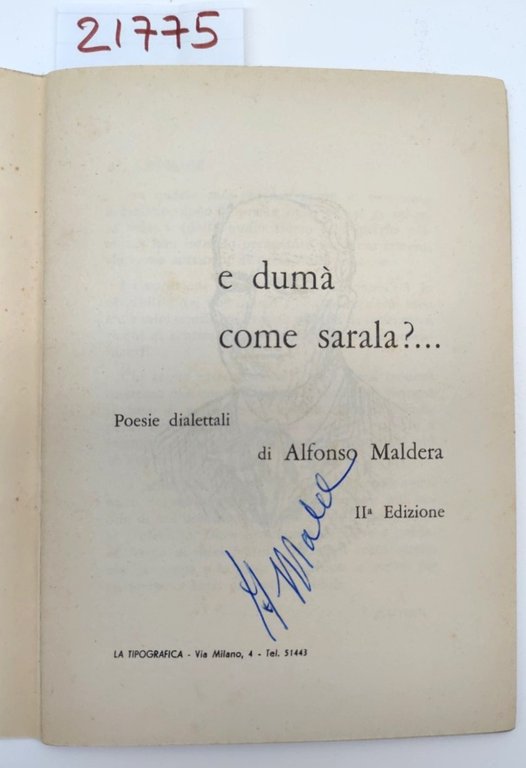 21775
e dumà
come sarala?...
Poesie dialettali
di Alfonso Maldera
IIª Edizione
LA TIPOGRAFICA - Via Milano, 4 - Tel. 51443